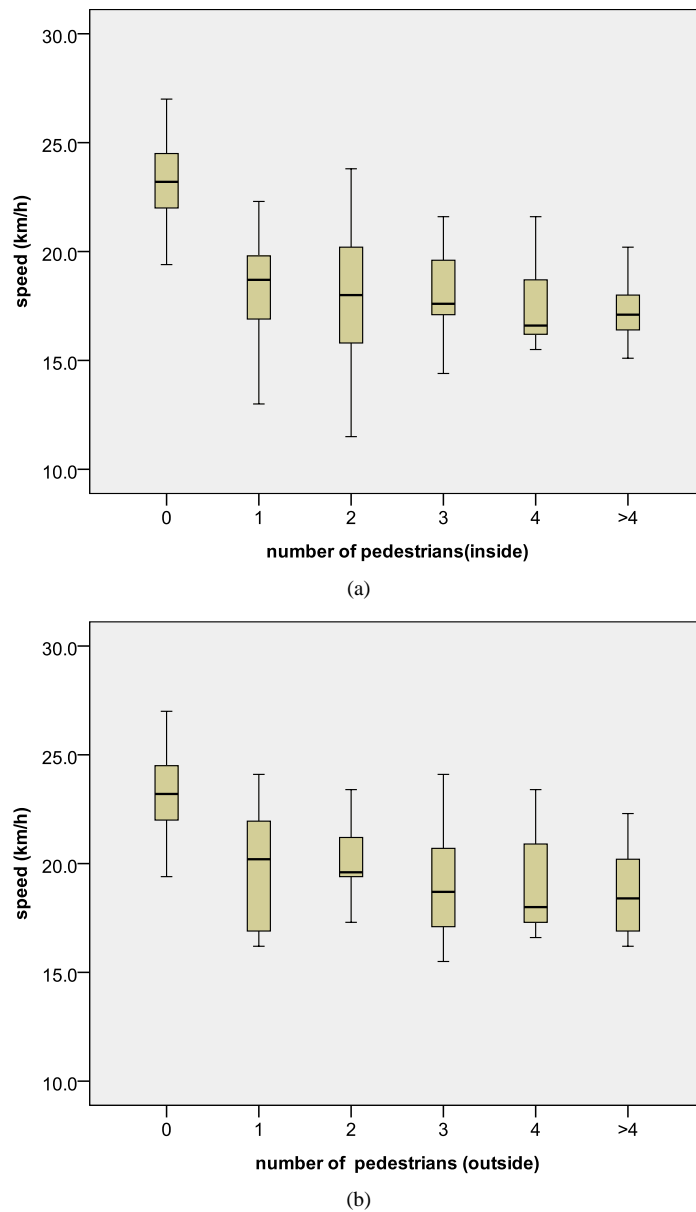 30.0
25.0
20.0
15.0
10.0
speed (km/h)
0 1 2 3 4 >4
number of pedestrians(inside)
(a)
30.0
25.0
20.0
15.0
10.0
speed (km/h)
0 1 2 3 4 >4
number of pedestrians (outside)
(b)